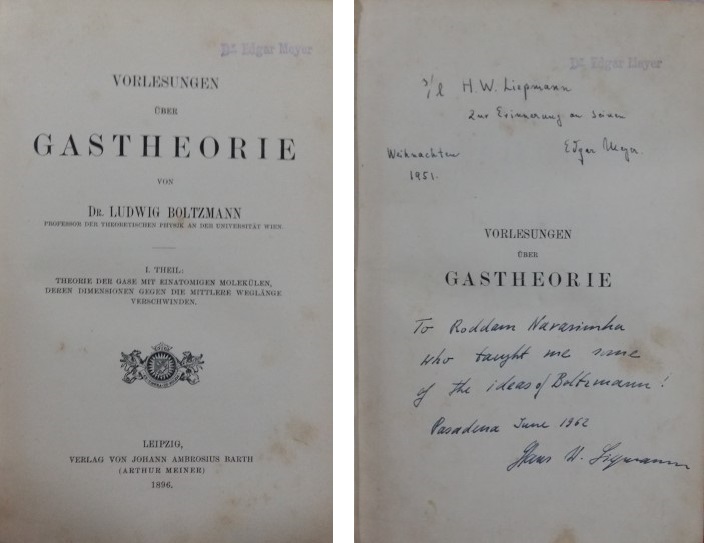 Dr. Edgar Meyer
VORLESUNGEN
ÜBER
GASTHEORIE
VON
DR. LUDWIG BOLTZMANN
PROFESSOR DER THEORETISCHEN PHYSIK AN DER UNIVERSITÄT WIEN.
I. THEIL:
THEORIE DER GASE MIT EINATOMIGEN MOLEKÜLEN,
DEREN DIMENSIONEN GEGEN DIE MITTLERE WEGLÄNGE
VERSCHWINDEN.
LEIPZIG,
VERLAG VON JOHANN AMBROSIUS BARTH
(ARTHUR MEINER)
1896.
Dr. Edgar Meyer
H. W. Liepmann
zur Erinnerung an seinen
Edgar Meyer.
Weihnachten
1951.
VORLESUNGEN
ÜBER
GASTHEORIE
To Roddam Narasimha
who taught me some
of the ideas of Boltzmann!
Pasadena June 1962
Hans W. Liepmann